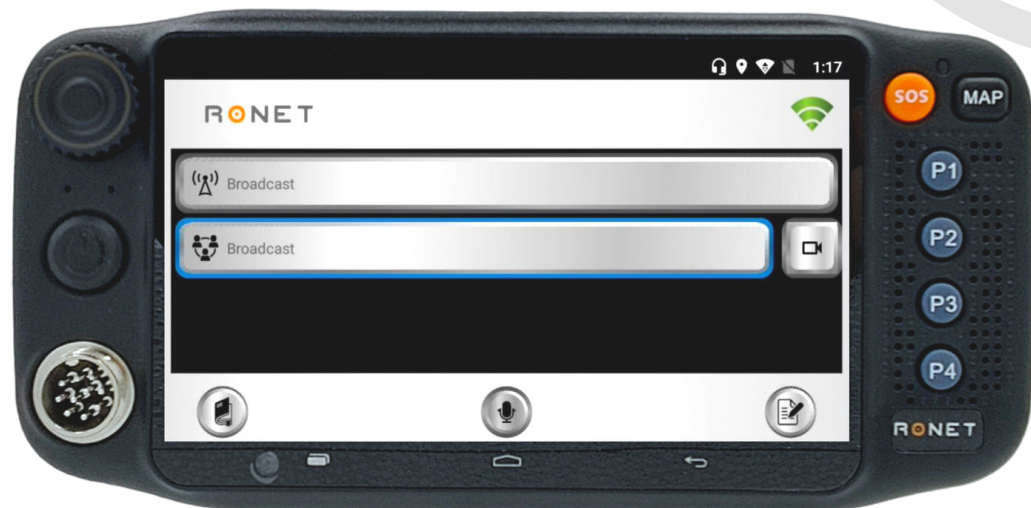 1:17
RONET
Broadcast
Broadcast
SOS
MAP
P1
P2
P3
P4
RONET